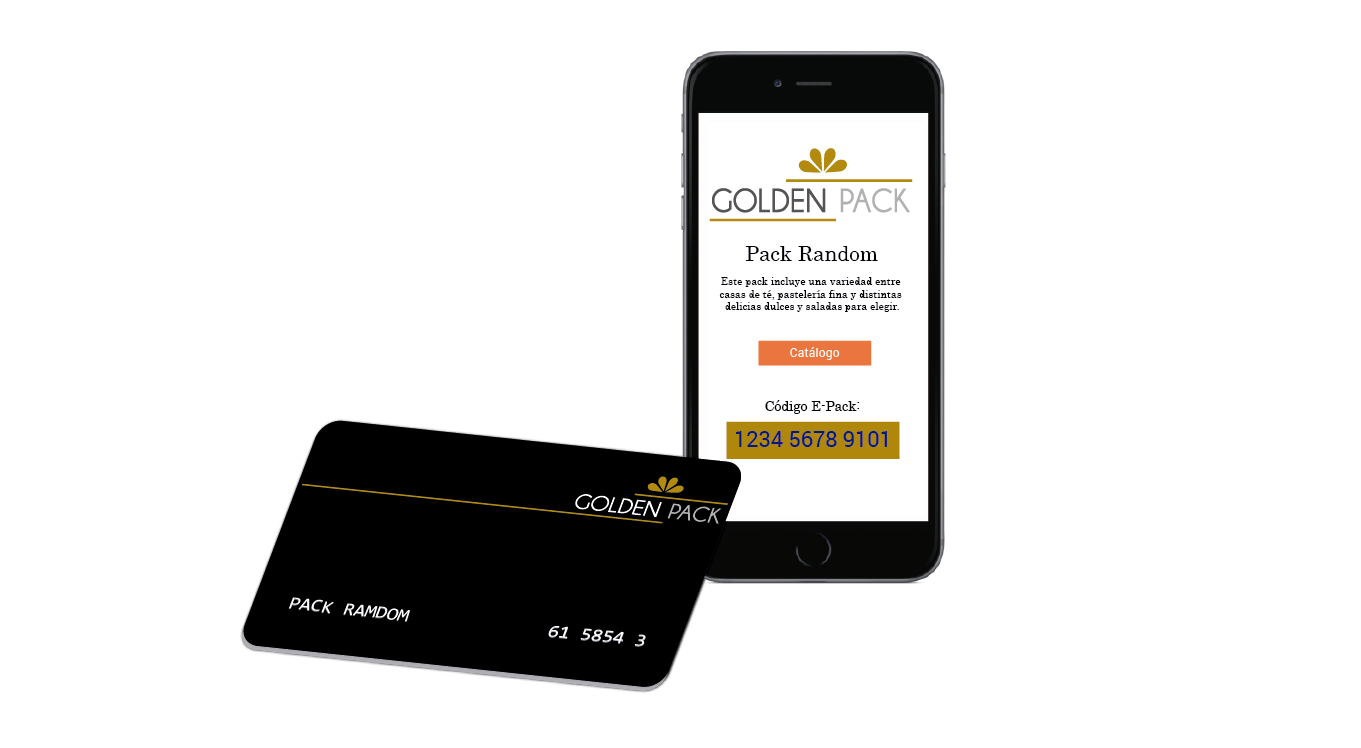 GOLDEN PACK
Pack Random
Este pack incluye una variedad entre
casas de té, pastelería fina y distintas
delicias dulces y saladas para elegir.
Catálogo
Código E-Pack:
1234 5678 9101
GOLDEN PACK
PACK RAMDOM
61 5854 3